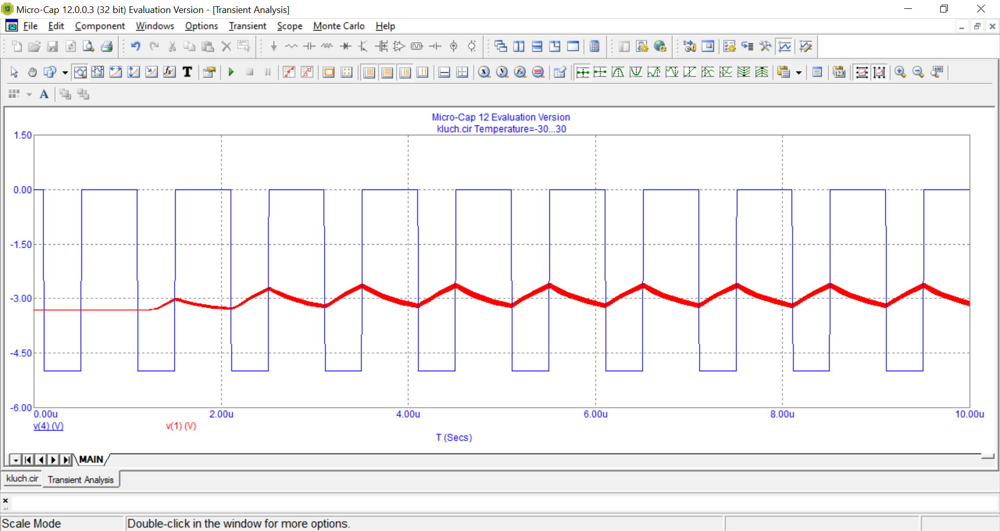 Micro-Cap 12.0.0.3 (32 bit) Evaluation Version - [Transient Analysis]
File Edit Component Windows Options Transient Scope Monte Carlo Help
Micro-Cap 12 Evaluation Version
kluch.cir Temperature=-30...30
1.50
0.00
-1.50
-3.00
-4.50
-6.00
0.00u 2.00u 4.00u 6.00u 8.00u 10.00u
v(4) (V) v(1) (V)
T (Secs)
MAIN
kluch.cir Transient Analysis
Scale Mode Double-click in the window for more options.